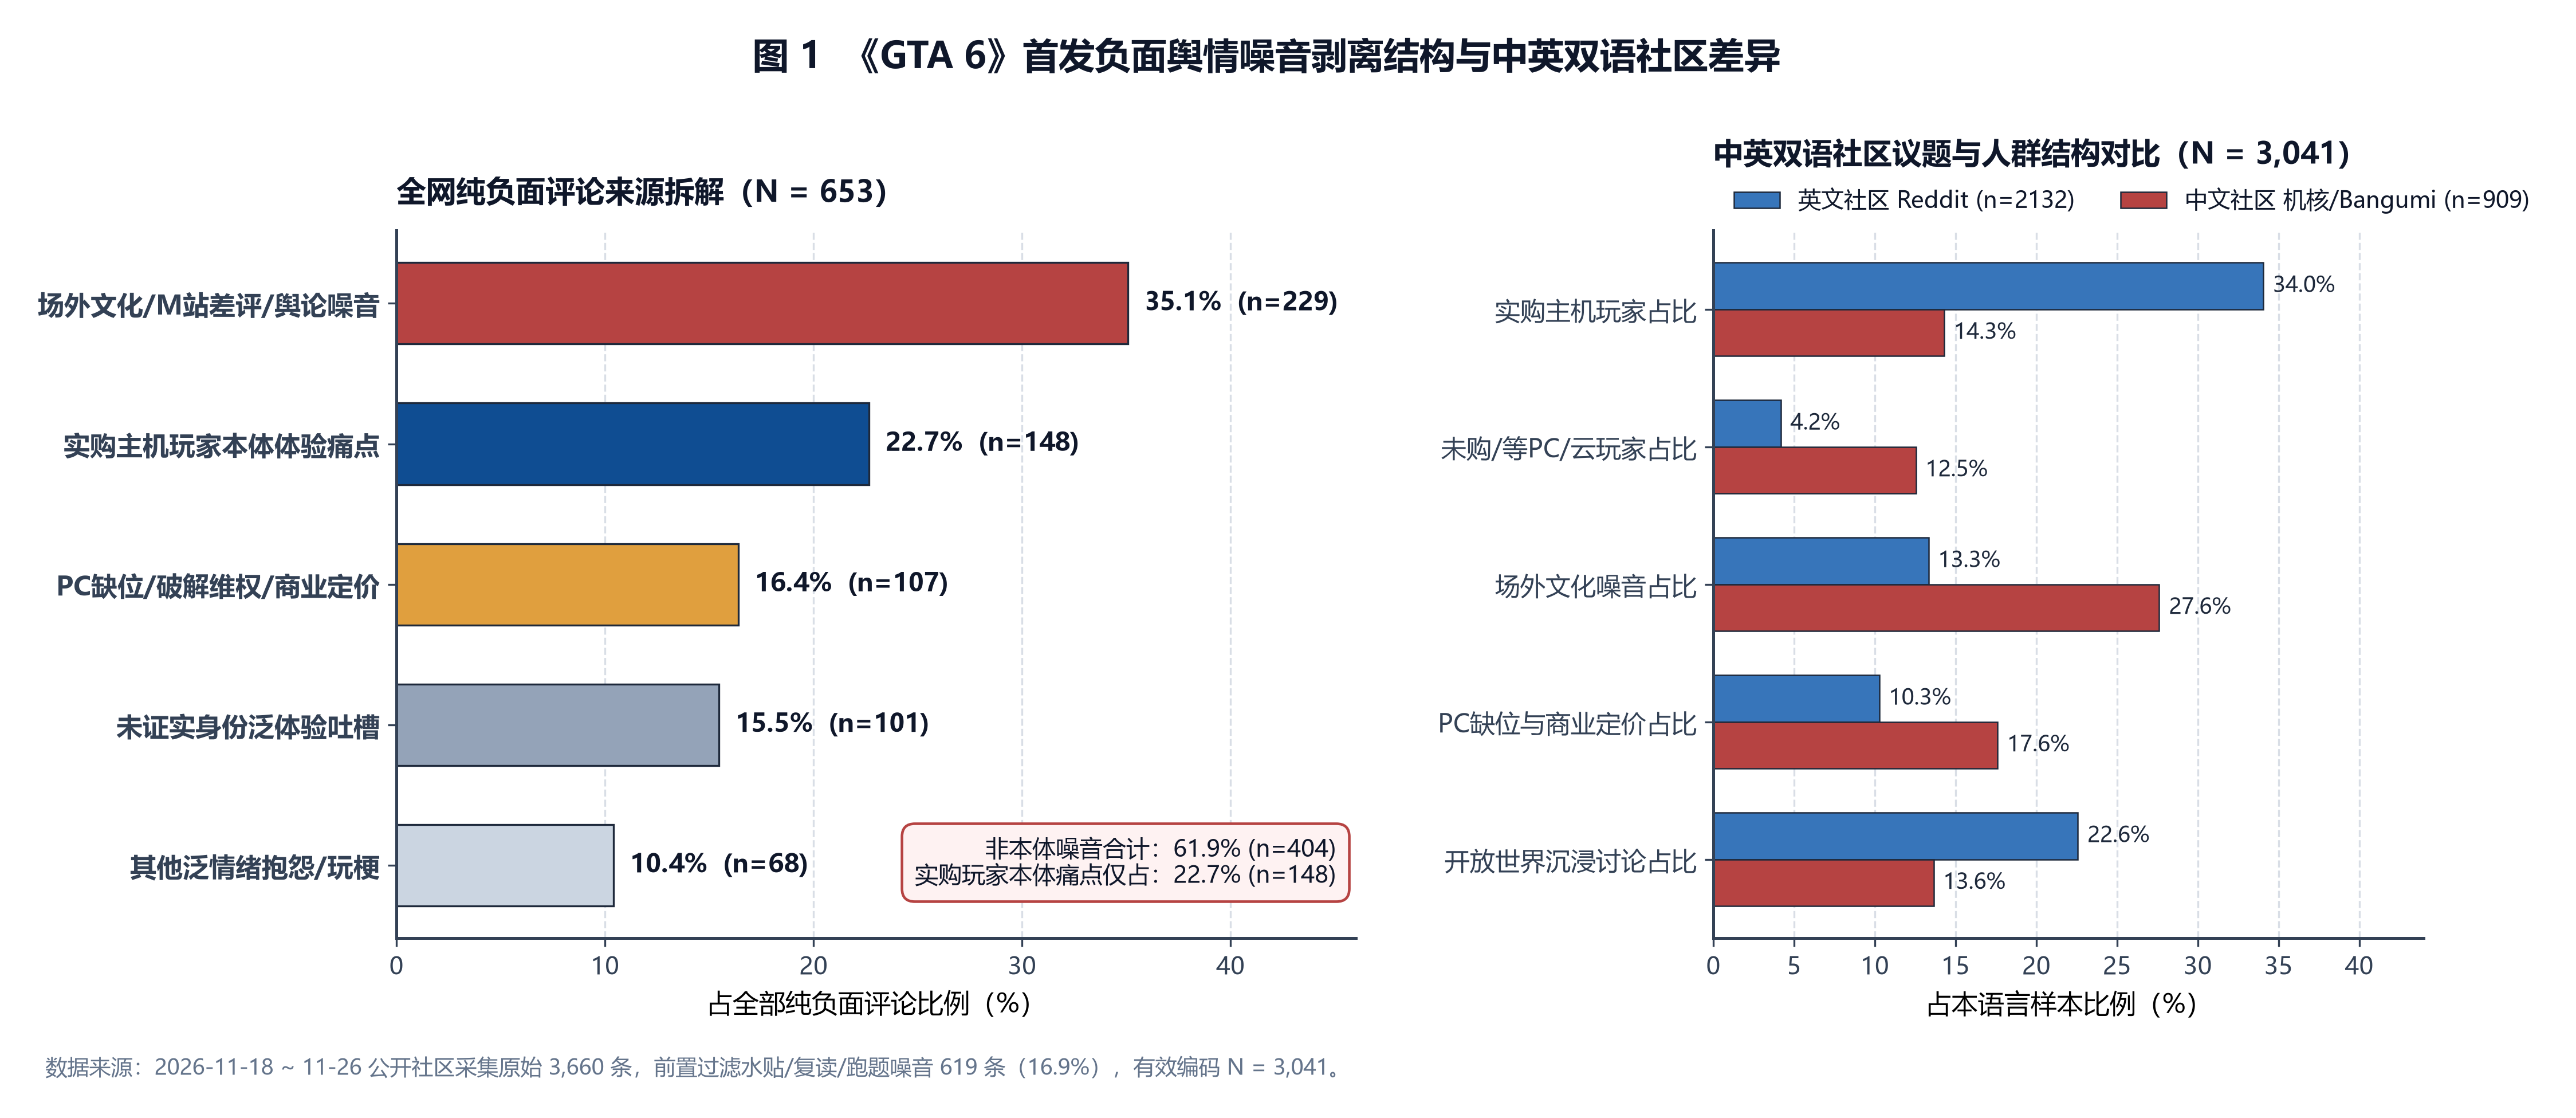 图 1 《GTA 6》首发负面舆情噪音剥离结构与中英双语社区差异
全网纯负面评论来源拆解（N = 653）
场外文化/M站差评/舆论噪音
35.1% (n=229)
实购主机玩家本体体验痛点
22.7% (n=148)
PC缺位/破解维权/商业定价
16.4% (n=107)
未证实身份泛体验吐槽
15.5% (n=101)
其他泛情绪抱怨/玩梗
10.4% (n=68)
非本体噪音合计：61.9% (n=404)
实购玩家本体痛点仅占：22.7% (n=148)
0 10 20 30 40
占全部纯负面评论比例（%）
中英双语社区议题与人群结构对比（N = 3,041）
英文社区 Reddit (n=2132)
中文社区 机核/Bangumi (n=909)
实购主机玩家占比
34.0%
14.3%
未购/等PC/云玩家占比
4.2%
12.5%
场外文化噪音占比
13.3%
27.6%
PC缺位与商业定价占比
10.3%
17.6%
开放世界沉浸讨论占比
22.6%
13.6%
0 5 10 15 20 25 30 35 40
占本语言样本比例（%）
数据来源：2026-11-18 ~ 11-26 公开社区采集原始 3,660 条，前置过滤水贴/复读/跑题噪音 619 条（16.9%），有效编码 N = 3,041。